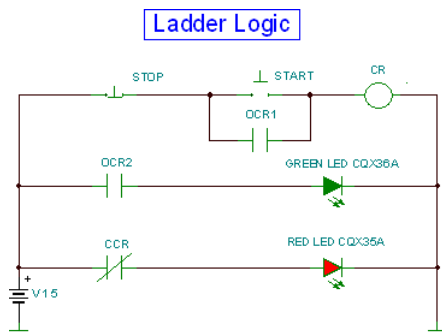 Ladder Logic
STOP
START
CR
OCR1
OCR2
GREEN LED CQX36A
CCR
RED LED CQX35A
+
V15